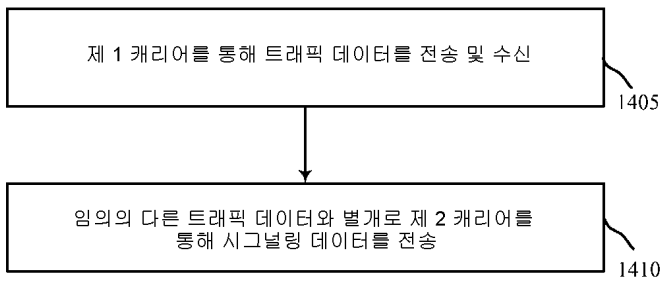 제 1 캐리어를 통해 트래픽 데이터를 전송 및 수신
1405
임의의 다른 트래픽 데이터와 별개로 제 2 캐리어를
통해 시그널링 데이터를 전송
1410